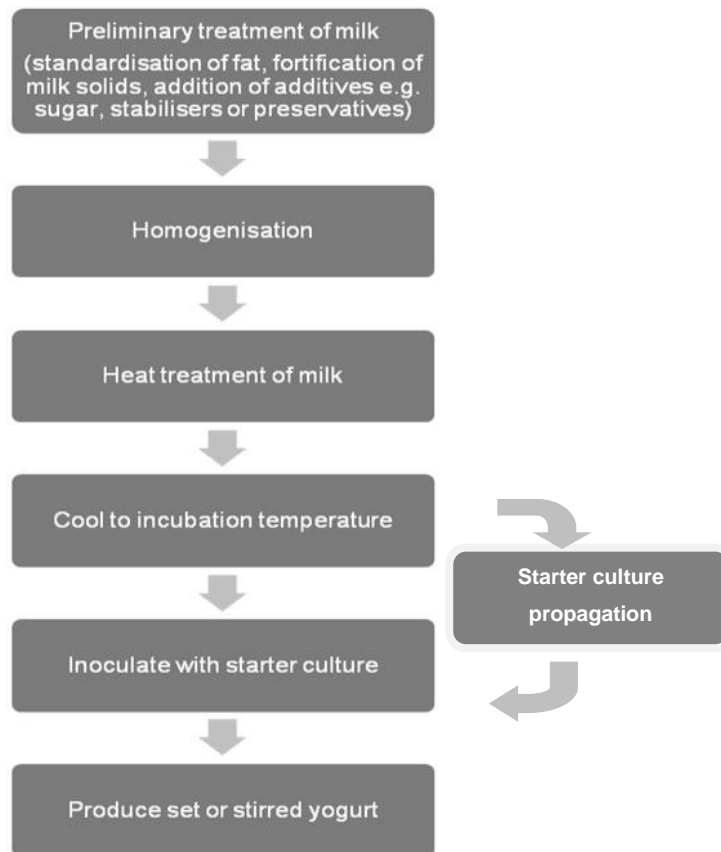 Preliminary treatment of milk
(standardisation of fat, fortification of
milk solids, addition of additives e.g.
sugar, stabilisers or preservatives)
Homogenisation
Heat treatment of milk
Cool to incubation temperature
Starter culture
propagation
Inoculate with starter culture
Produce set or stirred yogurt